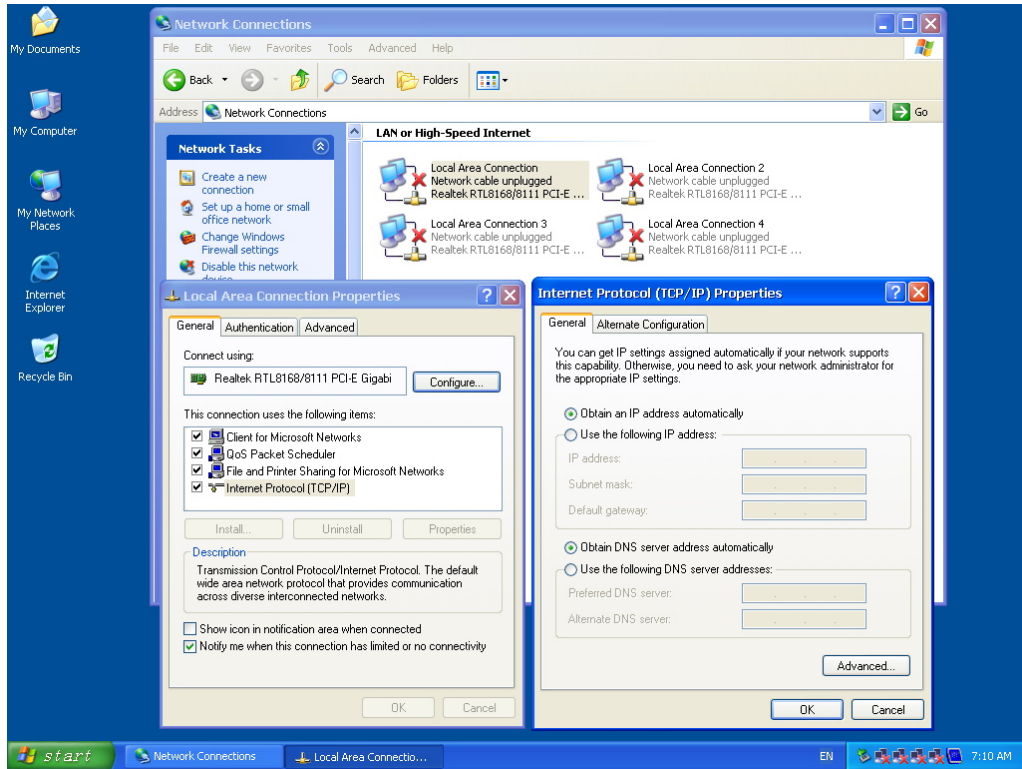 My Documents
My Computer
My Network
Places
Internet
Explorer
Recycle Bin
Network Connections
File Edit View Favorites Tools Advanced Help
Back Search Folders
Address Network Connections Go
Network Tasks
Create a new
connection
Set up a home or small
office network
Change Windows
Firewall settings
Disable this network
device
LAN or High-Speed Internet
Local Area Connection
Network cable unplugged
Realtek RTL8168/8111 PCI-E ...
Local Area Connection 2
Network cable unplugged
Realtek RTL8168/8111 PCI-E ...
Local Area Connection 3
Network cable unplugged
Realtek RTL8168/8111 PCI-E ...
Local Area Connection 4
Network cable unplugged
Realtek RTL8168/8111 PCI-E ...
Local Area Connection Properties
General Authentication Advanced
Connect using:
Realtek RTL8168/8111 PCI-E Gigabi
Configure...
This connection uses the following items:
Client for Microsoft Networks
QoS Packet Scheduler
File and Printer Sharing for Microsoft Networks
Internet Protocol (TCP/IP)
Install... Uninstall Properties
Description
Transmission Control Protocol/Internet Protocol. The default
wide area network protocol that provides communication
across diverse interconnected networks.
Show icon in notification area when connected
Notify me when this connection has limited or no connectivity
OK Cancel
Internet Protocol (TCP/IP) Properties
General Alternate Configuration
You can get IP settings assigned automatically if your network supports
this capability. Otherwise, you need to ask your network administrator for
the appropriate IP settings.
Obtain an IP address automatically
Use the following IP address:
IP address:
Subnet mask:
Default gateway:
Obtain DNS server address automatically
Use the following DNS server addresses:
Preferred DNS server:
Alternate DNS server:
Advanced...
OK Cancel
start Network Connections Local Area Connectio... EN 7:10 AM